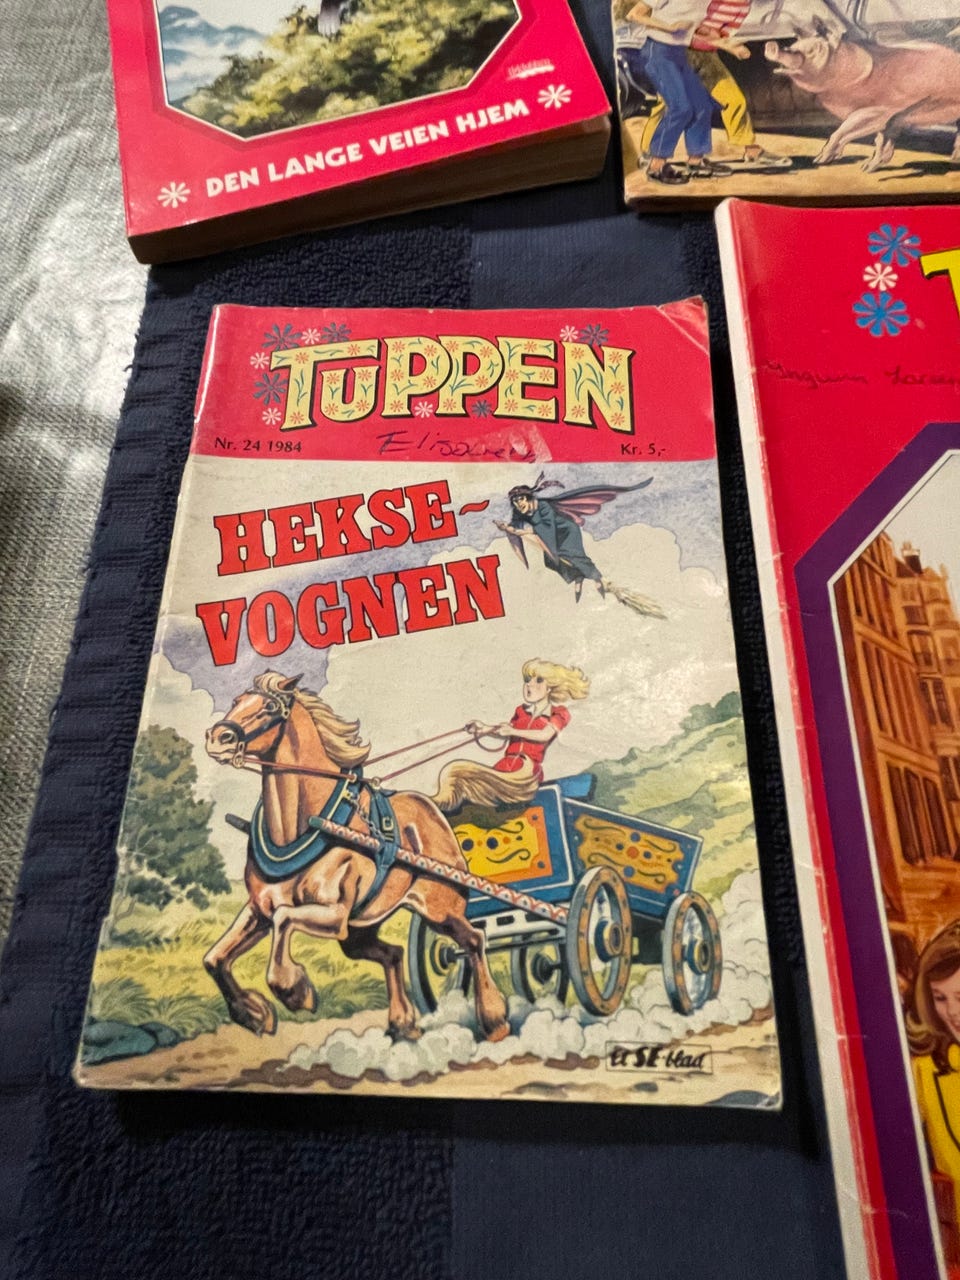 DEN LANGE VEIEN HJEM
TUPPEN
Nr. 24 1984
Kr. 5,-
HEKSE~
VOGNEN
et SE-blad
T